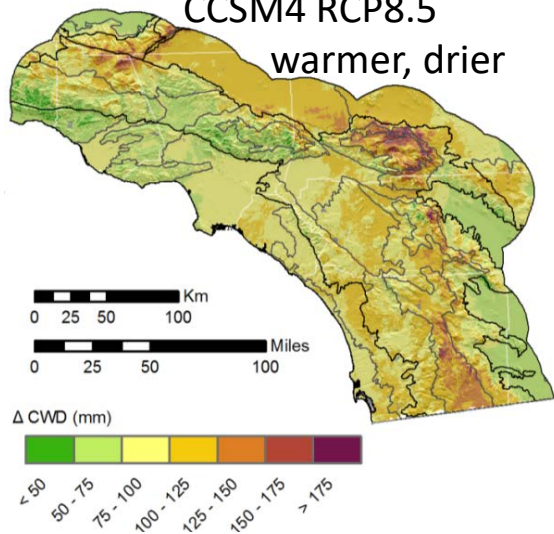 CCSM4 RCP8.5
warmer, drier
Km
0 25 50 100
Miles
0 25 50 100
Δ CWD (mm)
< 50 50 - 75 75 - 100 100 - 125 125 - 150 150 - 175 > 175